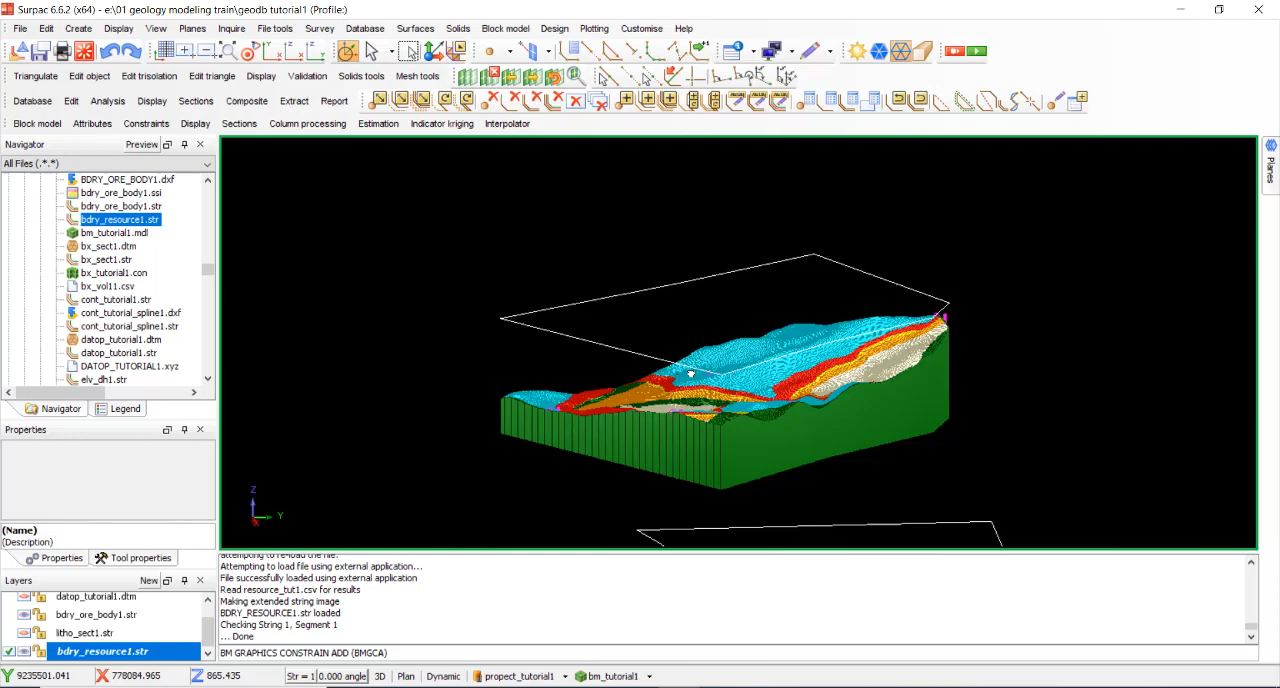 Surpac 6.6.2 (x64) - e:\01 geology modeling train\geodb tutorial1 (Profile:)
File Edit Create Display View Planes Inquire File tools Survey Database Surfaces Solids Block model Design Plotting Customise Help
Triangulate Edit object Edit trisolation Edit triangle Display Validation Solids tools Mesh tools
Database Edit Analysis Display Sections Composite Extract Report
Block model Attributes Constraints Display Sections Column processing Estimation Indicator kriging Interpolator
Navigator Preview
All Files (*.*)
BDRY_ORE_BODY1.dxf
bdry_ore_body1.ssi
bdry_ore_body1.str
bdry_resource1.str
bm_tutorial1.mdl
bx_sect1.dtm
bx_sect1.str
bx_tutorial1.con
bx_vol11.csv
cont_tutorial1.str
cont_tutorial_spline1.dxf
cont_tutorial_spline1.str
datop_tutorial1.dtm
datop_tutorial1.str
DATOP_TUTORIAL1.xyz
elv_dh1.str
Navigator Legend
Properties
(Name)
(Description)
Properties Tool properties
Layers New
datop_tutorial1.dtm
bdry_ore_body1.str
litho_sect1.str
bdry_resource1.str
Planes
Z
Y
X
attempting to re-load the file.
Attempting to load file using external application...
File successfully loaded using external application
Read resource_tut1.csv for results
Making extended string image
BDRY_RESOURCE1.str loaded
Checking String 1, Segment 1
... Done
BM GRAPHICS CONSTRAIN ADD (BMGCA)
Y 9235501.041 X 778084.965 Z 865.435 Str = 1 0.000 angle 3D Plan Dynamic propect_tutorial1 bm_tutorial1